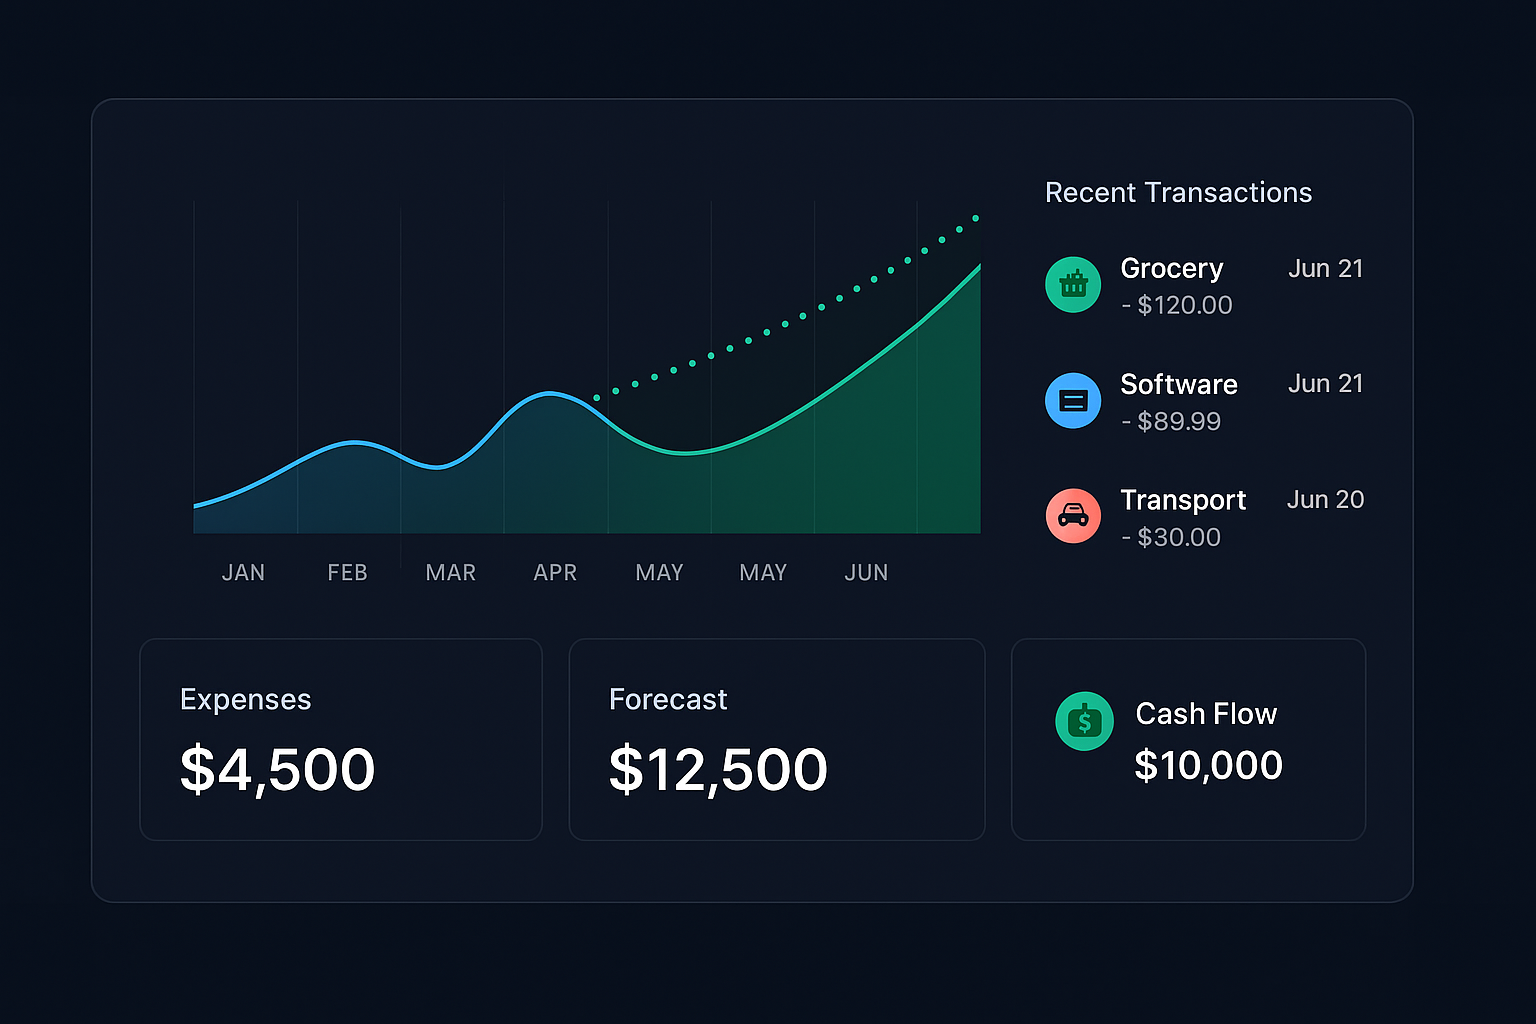 Recent Transactions
Grocery Jun 21
- $120.00
Software Jun 21
- $89.99
Transport Jun 20
- $30.00
JAN FEB MAR APR MAY MAY JUN
Expenses
$4,500
Forecast
$12,500
$
Cash Flow
$10,000